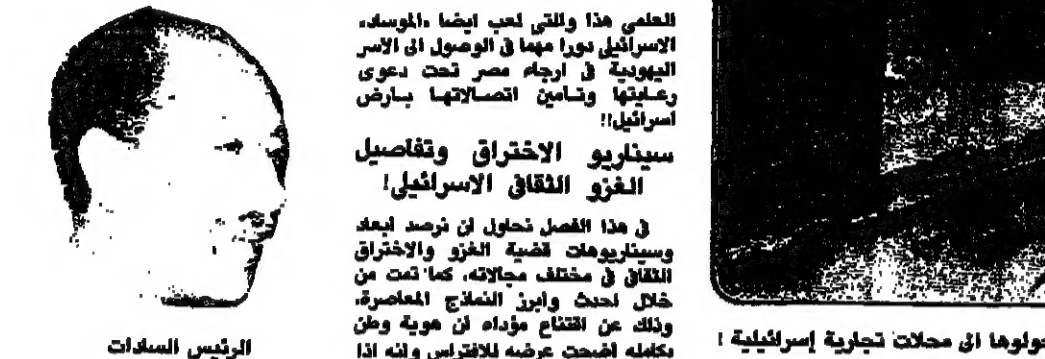 العلمي هذا والتي لعب ايضا «الموساد»
الاسرائيلي دورا مهما في الوصول الى الاسر
اليهودية في ارجاء مصر تحت دعوى
رعايتها وتامين اتصالاتها بارض
اسرائيل!!
سيناريو الاختراق وتفاصيل
الغزو الثقافى الاسرائيلى!
في هذا الفصل نحاول ان نرصد ابعاد
وسيناريوهات قضية الغزو والاختراق
الثقافي في مختلف مجالاته، كما تمت من
خلال احدث وابرز النماذج المعاصرة.
وذلك عن اقتناع مؤداه ان هوية وطن
بكامله اضحت عرضه للافتراس وانه اذا
حولوها الى محلات تجارية إسرائيلية !
الرئيس السادات